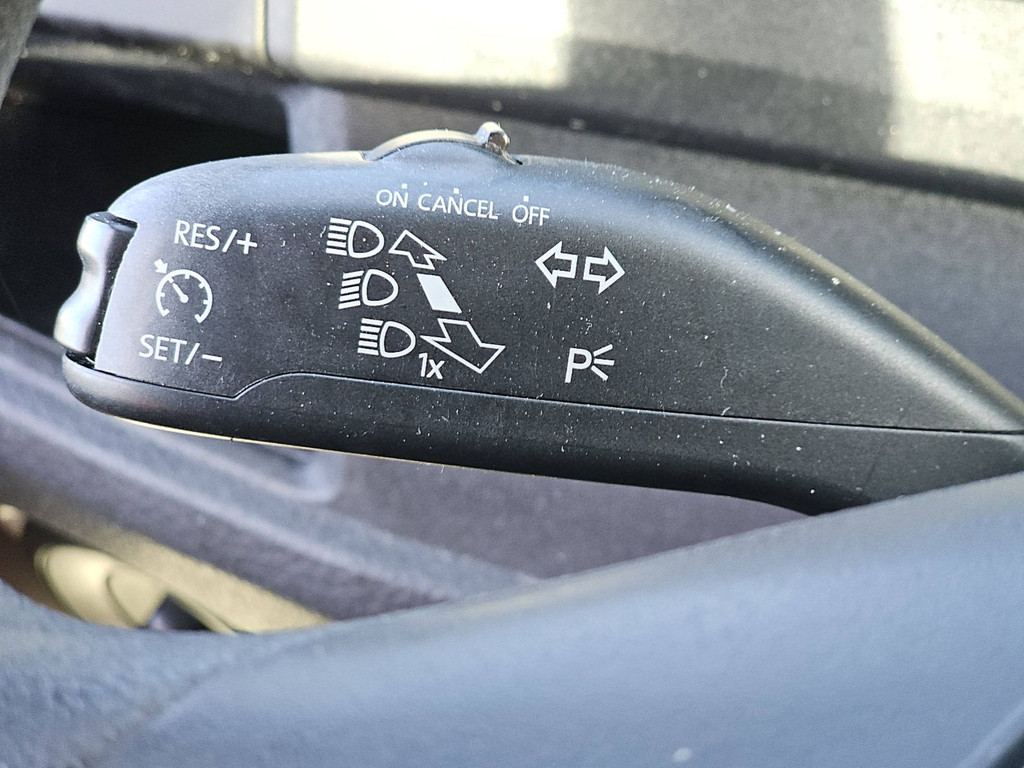 ON CANCEL OFF
RES/+
SET/−
1x
P